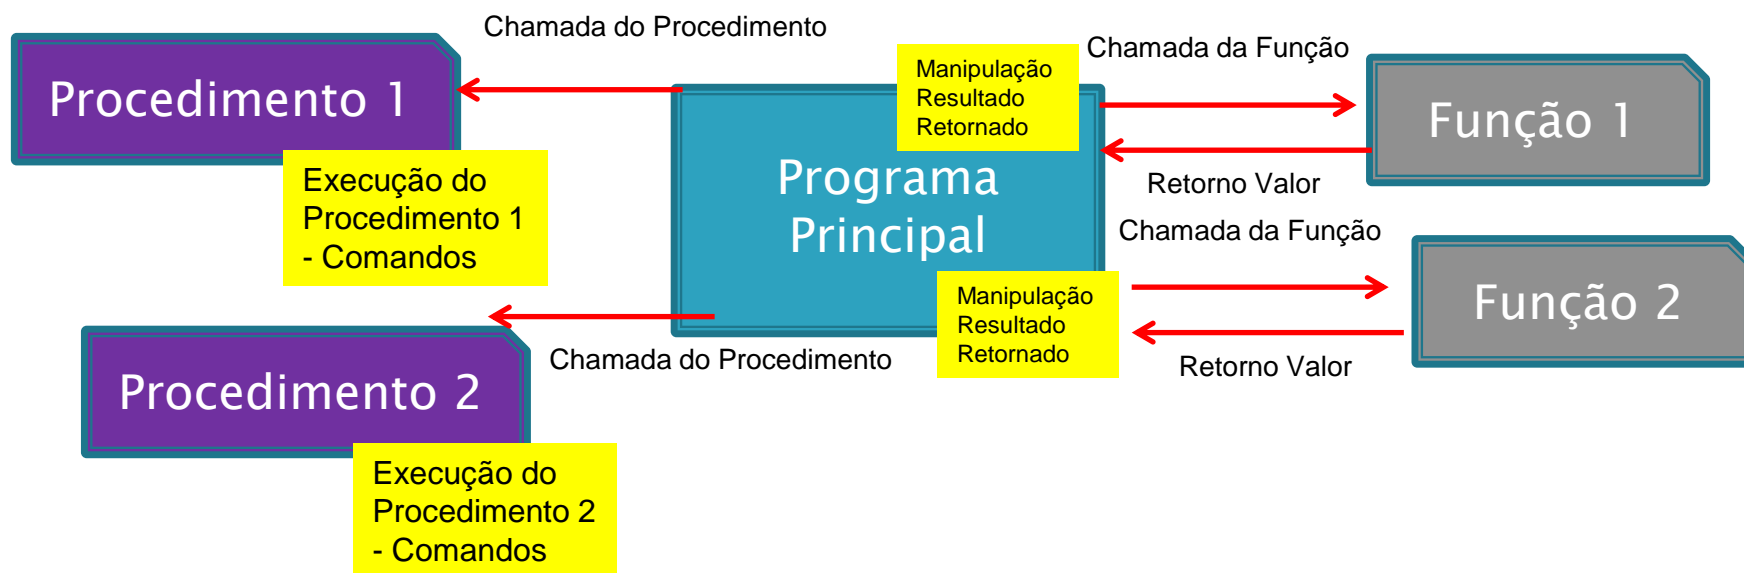 Chamada do Procedimento
Procedimento 1
Execução do
Procedimento 1
- Comandos
Manipulação
Resultado
Retornado
Chamada da Função
Função 1
Retorno Valor
Programa
Principal
Chamada da Função
Função 2
Manipulação
Resultado
Retornado
Retorno Valor
Chamada do Procedimento
Procedimento 2
Execução do
Procedimento 2
- Comandos